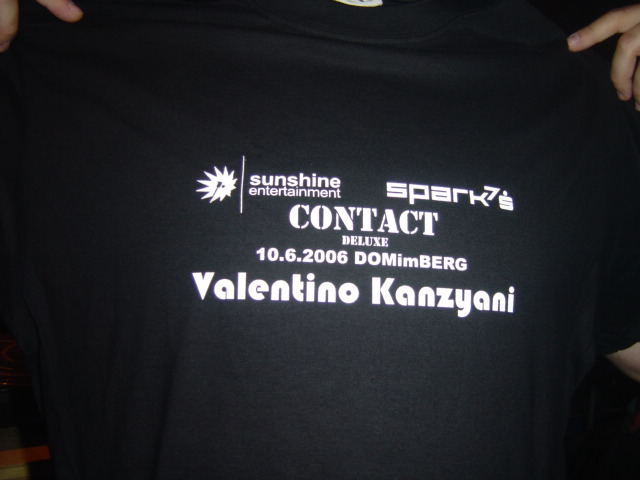 sunshine
entertainment
spark7's
CONTACT
DELUXE
10.6.2006 DOMimBERG
Valentino Kanzyani